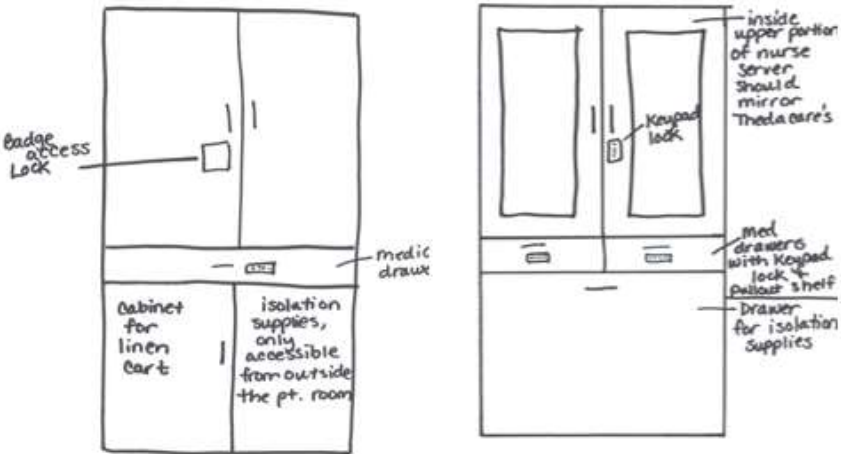 Badge
access
Lock
medic
draw
Cabinet
for
linen
cart
isolation
supplies,
only
accessible
from outside
the pt. room
inside
upper portion
of nurse
server
should
mirror
Thedacare's
Keypad
lock
med
drawers
with Keypad
lock +
pullout shelf
Drawer
for isolation
supplies